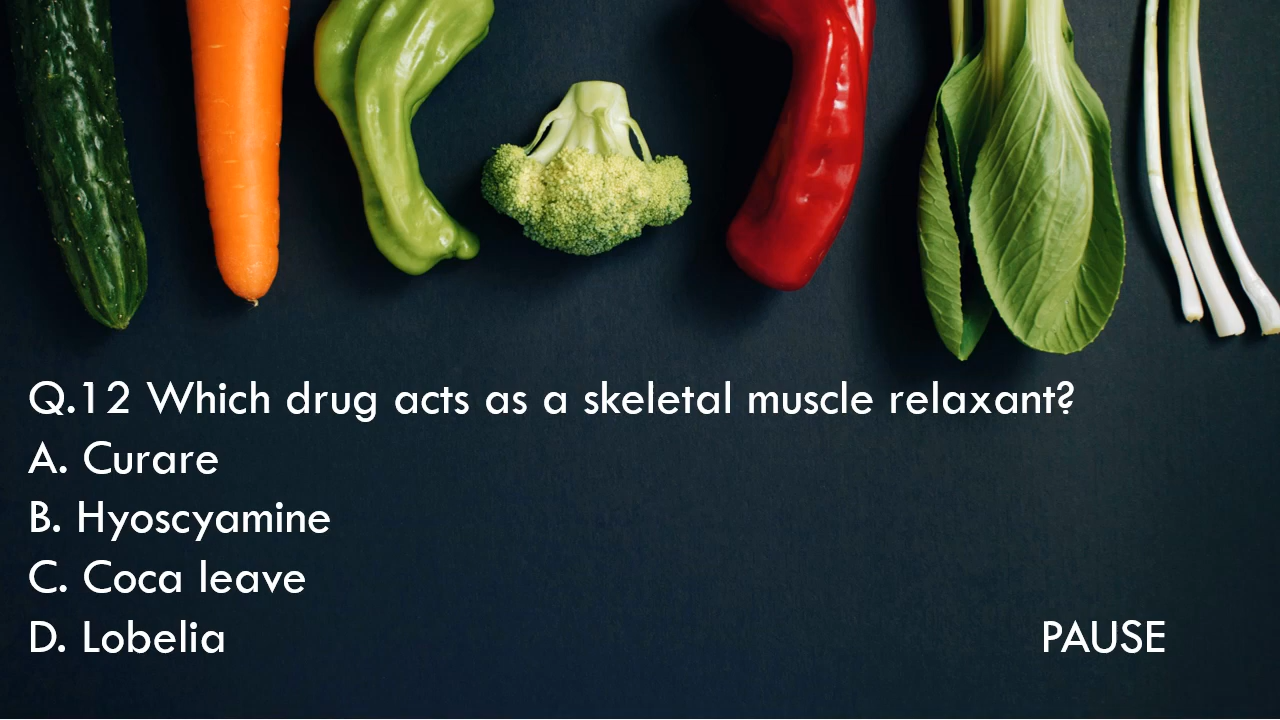 Q.12 Which drug acts as a skeletal muscle relaxant?
A. Curare
B. Hyoscyamine
C. Coca leave
D. Lobelia
PAUSE